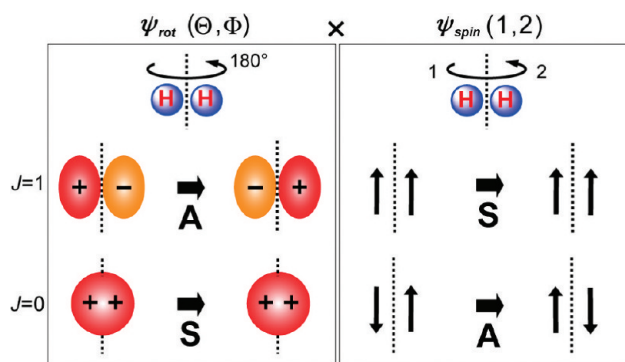 ψrot (Θ,Φ) × ψspin (1,2)
180°
H H
1 2
H H
J=1
+ − − +
A
S
J=0
+ + + +
S
A